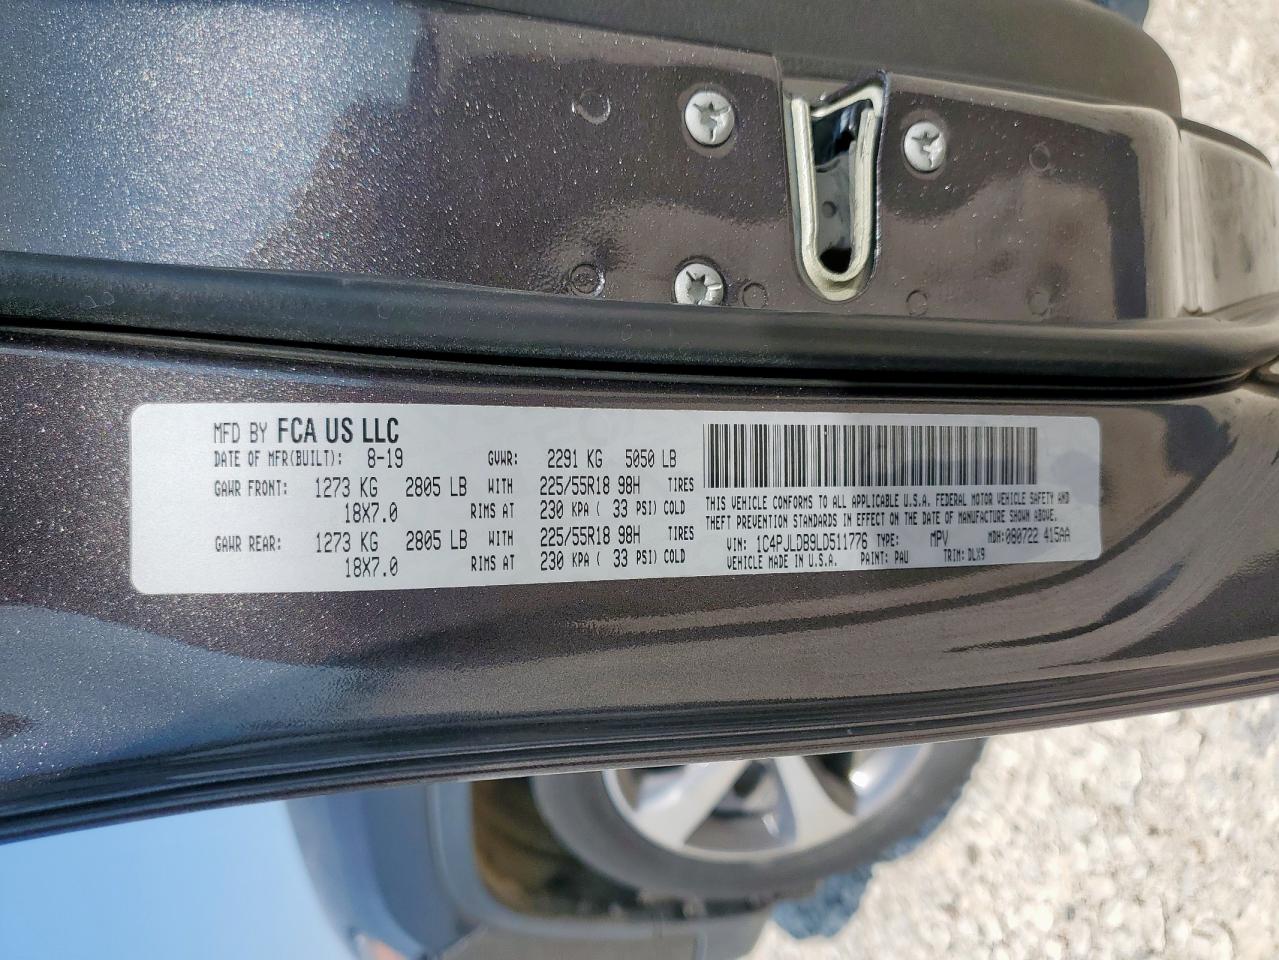 MFD BY FCA US LLC
DATE OF MFR(BUILT): 8-19 GVWR: 2291 KG 5050 LB
GAWR FRONT: 1273 KG 2805 LB WITH 225/55R18 98H TIRES
18X7.0 RIMS AT 230 KPA ( 33 PSI) COLD
GAWR REAR: 1273 KG 2805 LB WITH 225/55R18 98H TIRES
18X7.0 RIMS AT 230 KPA ( 33 PSI) COLD
THIS VEHICLE CONFORMS TO ALL APPLICABLE U.S.A. FEDERAL MOTOR VEHICLE SAFETY AND
THEFT PREVENTION STANDARDS IN EFFECT ON THE DATE OF MANUFACTURE SHOWN ABOVE.
VIN: 1C4PJLDB9LD511776 TYPE: MPV MDH: 080722 415AA
MADE IN U.S.A. PAINT: PAU TRIM: DLX9